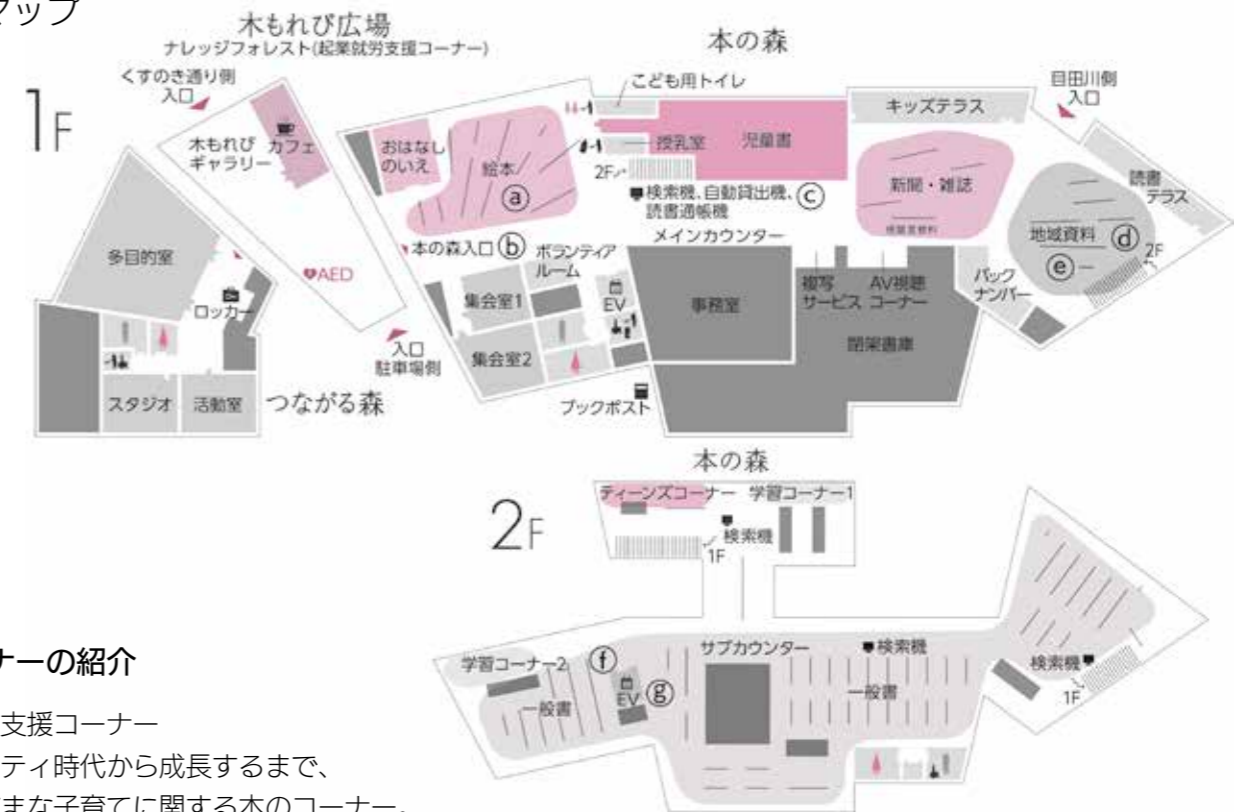 マップ
木もれび広場
ナレッジフォレスト(起業就労支援コーナー)
本の森
くすのき通り側
入口
こども用トイレ
目田川側
入口
1F
キッズテラス
木もれび
ギャラリー
カフェ
おはなし
のいえ
絵本
ⓐ
授乳室
児童書
2F
検索機、自動貸出機、
読書通帳機
ⓒ
新聞・雑誌
読書
テラス
地域資料
ⓓ
ⓔ
2F
本の森入口
ⓑ
ボランティア
ルーム
メインカウンター
多目的室
AED
ロッカー
集会室1
EV
事務室
複写
サービス
AV視聴
コーナー
バック
ナンバー
入口
駐車場側
集会室2
閉架書庫
スタジオ
活動室
つながる森
ブックポスト
本の森
2F
ティーンズコーナー
学習コーナー1
検索機
1F
学習コーナー2
ⓕ
サブカウンター
検索機
検索機
EV
ⓖ
一般書
一般書
1F
ナーの紹介
支援コーナー
ティ時代から成長するまで、
まな子育てに関する本のコーナー。